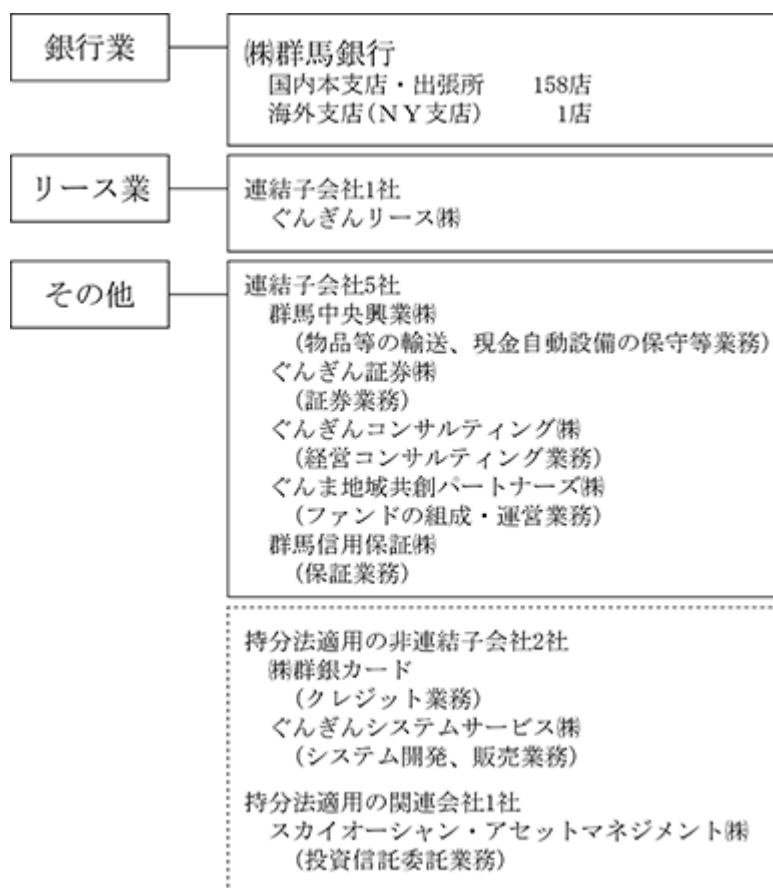 銀行業
㈱群馬銀行
国内本支店・出張所 158店
海外支店(ＮＹ支店) 1店
リース業
連結子会社1社
ぐんぎんリース㈱
その他
連結子会社5社
群馬中央興業㈱
(物品等の輸送、現金自動設備の保守等業務)
ぐんぎん証券㈱
(証券業務)
ぐんぎんコンサルティング㈱
(経営コンサルティング業務)
ぐんま地域共創パートナーズ㈱
(ファンドの組成・運営業務)
群馬信用保証㈱
(保証業務)
持分法適用の非連結子会社2社
㈱群銀カード
(クレジット業務)
ぐんぎんシステムサービス㈱
(システム開発、販売業務)
持分法適用の関連会社1社
スカイオーシャン・アセットマネジメント㈱
(投資信託委託業務)